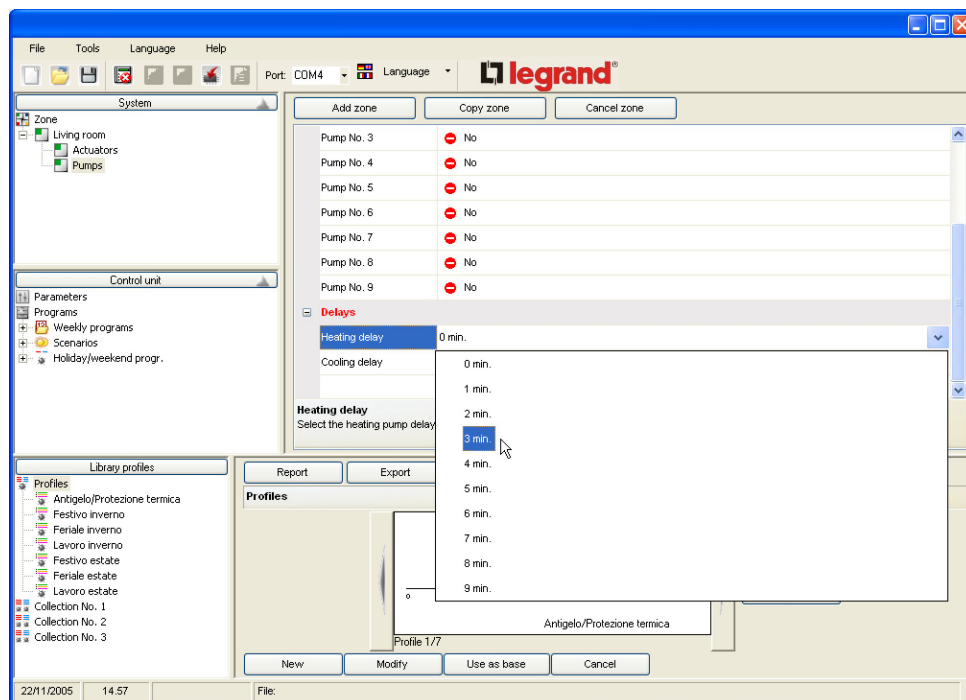 File Tools Language Help
Port: COM4 Language legrand®
System
Zone
Living room
Actuators
Pumps
Add zone Copy zone Cancel zone
Pump No. 3 No
Pump No. 4 No
Pump No. 5 No
Pump No. 6 No
Pump No. 7 No
Pump No. 8 No
Pump No. 9 No
Delays
Heating delay 0 min.
Cooling delay
0 min.
1 min.
2 min.
3 min.
4 min.
5 min.
6 min.
7 min.
8 min.
9 min.
Heating delay
Select the heating pump delay
Control unit
Parameters
Programs
Weekly programs
Scenarios
Holiday/weekend progr.
Library profiles
Profiles
Antigelo/Protezione termica
Festivo inverno
Feriale inverno
Lavoro inverno
Festivo estate
Feriale estate
Lavoro estate
Collection No. 1
Collection No. 2
Collection No. 3
Report Export
Profiles
0
Antigelo/Protezione termica
Profile 1/7
New Modify Use as base Cancel
22/11/2005 14.57 File: